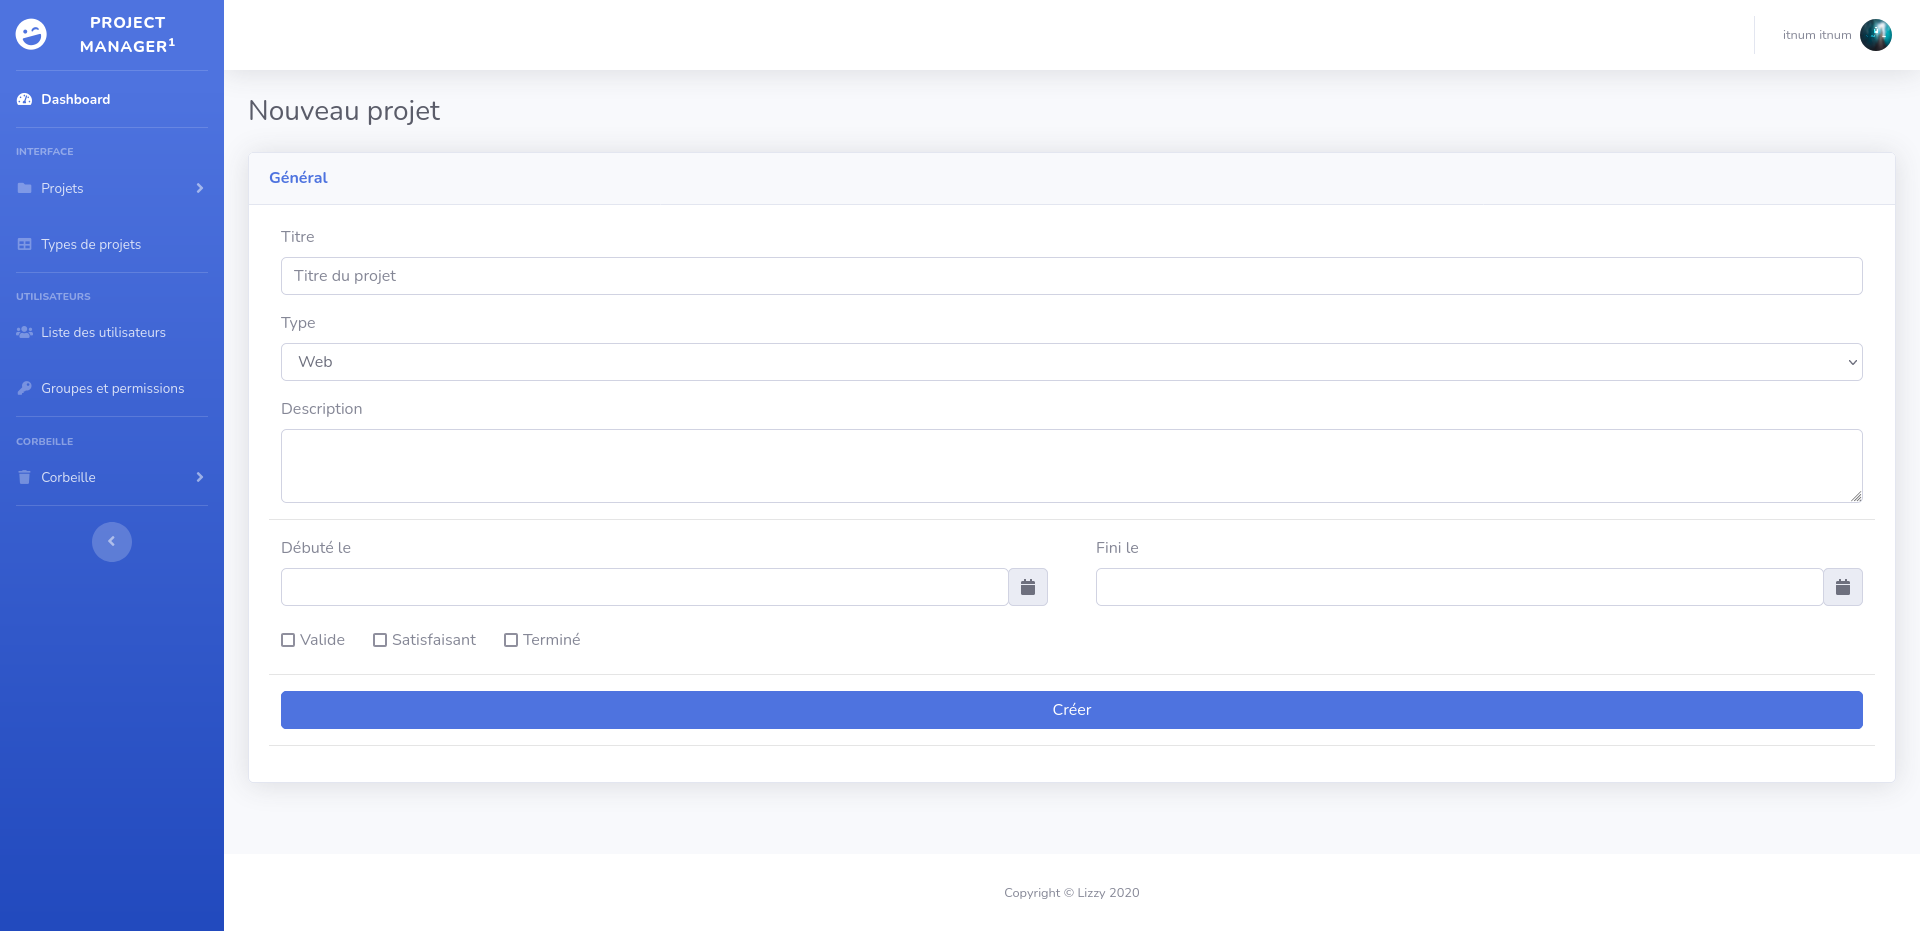 PROJECT
MANAGER¹
Dashboard
INTERFACE
Projets
Types de projets
UTILISATEURS
Liste des utilisateurs
Groupes et permissions
CORBEILLE
Corbeille
itnum itnum
Nouveau projet
Général
Titre
Titre du projet
Type
Web
Description
Débuté le Fini le
Valide Satisfaisant Terminé
Créer
Copyright © Lizzy 2020